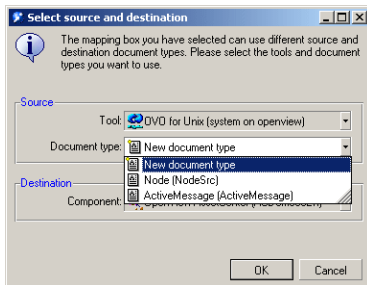 Select source and destination
The mapping box you have selected can use different source and
destination document types. Please select the tools and document
types you want to use.
Source
Tool: OVO for Unix (system on openview)
Document type: New document type
New document type
Destination
Node (NodeSrc)
ActiveMessage (ActiveMessage)
Component:
OK Cancel